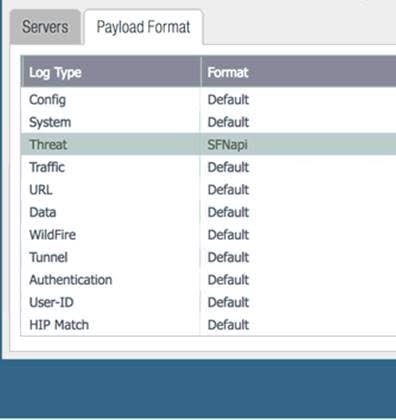 Servers Payload Format
Log Type Format
Config Default
System Default
Threat SFNapi
Traffic Default
URL Default
Data Default
WildFire Default
Tunnel Default
Authentication Default
User-ID Default
HIP Match Default